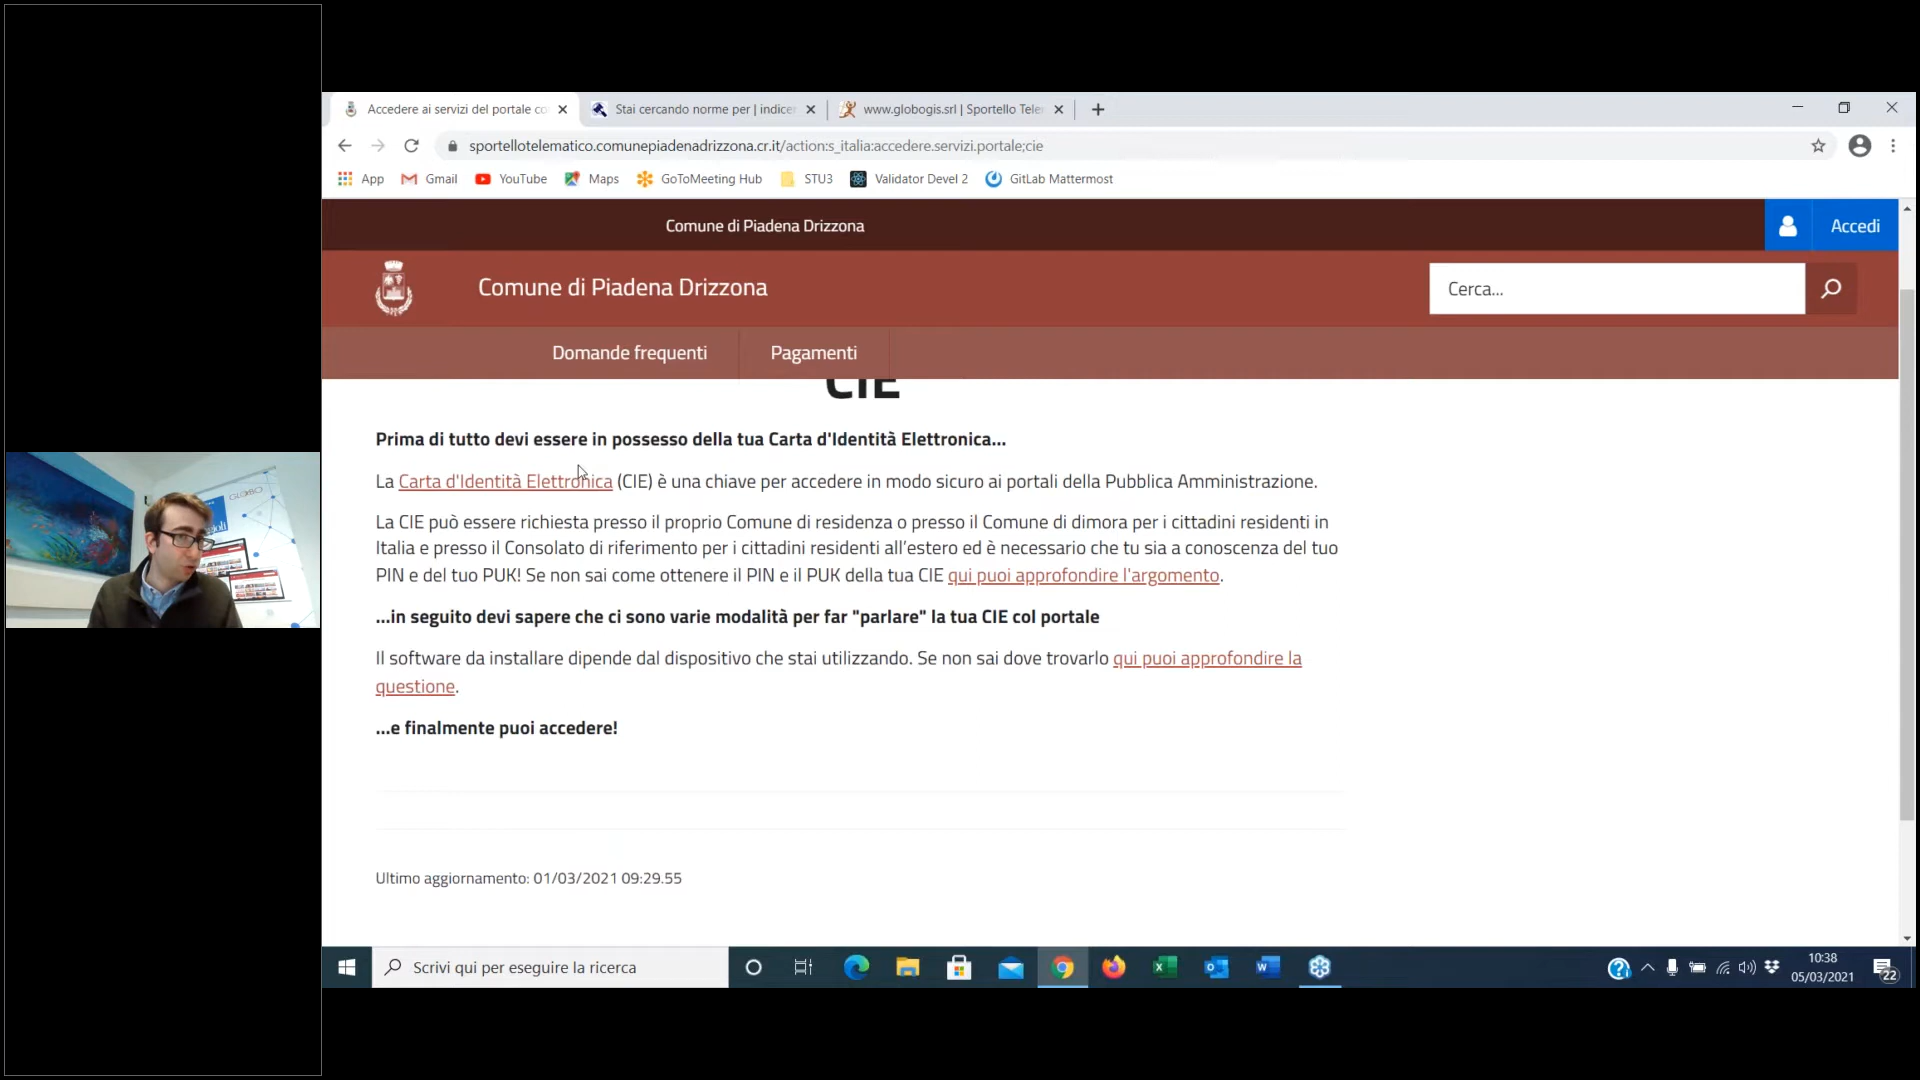 Accedere ai servizi del portale co
Stai cercando norme per | indicer
www.globogis.srl | Sportello Tele
sportellotelematico.comunepiadenadrizzona.cr.it/action:s_italia:accedere.servizi.portale;cie
App
Gmail
YouTube
Maps
GoToMeeting Hub
STU3
Validator Devel 2
GitLab Mattermost
Comune di Piadena Drizzona
Accedi
Comune di Piadena Drizzona
Cerca...
Domande frequenti
Pagamenti
CIE
Prima di tutto devi essere in possesso della tua Carta d'Identità Elettronica...
La Carta d'Identità Elettronica (CIE) è una chiave per accedere in modo sicuro ai portali della Pubblica Amministrazione.
La CIE può essere richiesta presso il proprio Comune di residenza o presso il Comune di dimora per i cittadini residenti in
Italia e presso il Consolato di riferimento per i cittadini residenti all’estero ed è necessario che tu sia a conoscenza del tuo
PIN e del tuo PUK! Se non sai come ottenere il PIN e il PUK della tua CIE qui puoi approfondire l'argomento.
...in seguito devi sapere che ci sono varie modalità per far "parlare" la tua CIE col portale
Il software da installare dipende dal dispositivo che stai utilizzando. Se non sai dove trovarlo qui puoi approfondire la
questione.
...e finalmente puoi accedere!
Ultimo aggiornamento: 01/03/2021 09:29.55
GLOBO
Scrivi qui per eseguire la ricerca
10:38
05/03/2021
22